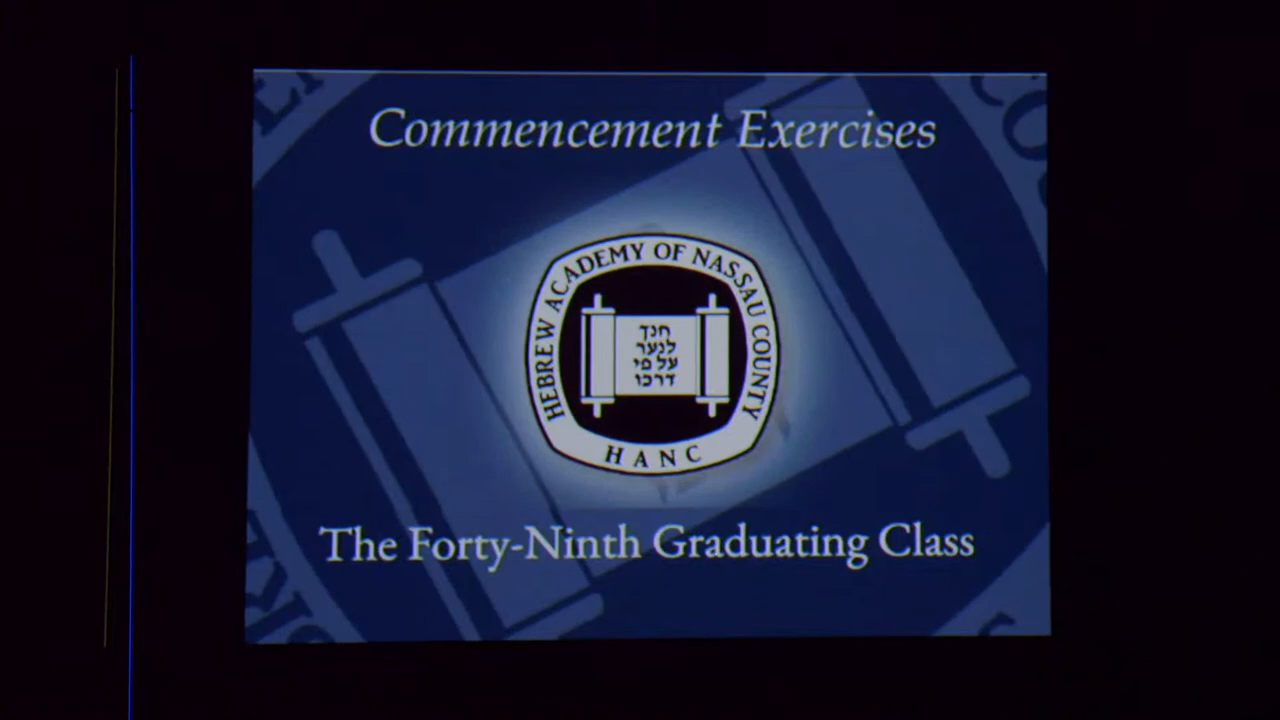 Commencement Exercises
HEBREW ACADEMY OF NASSAU COUNTY
חנך
לנער
על פי
דרכו
HANC
The Forty-Ninth Graduating Class